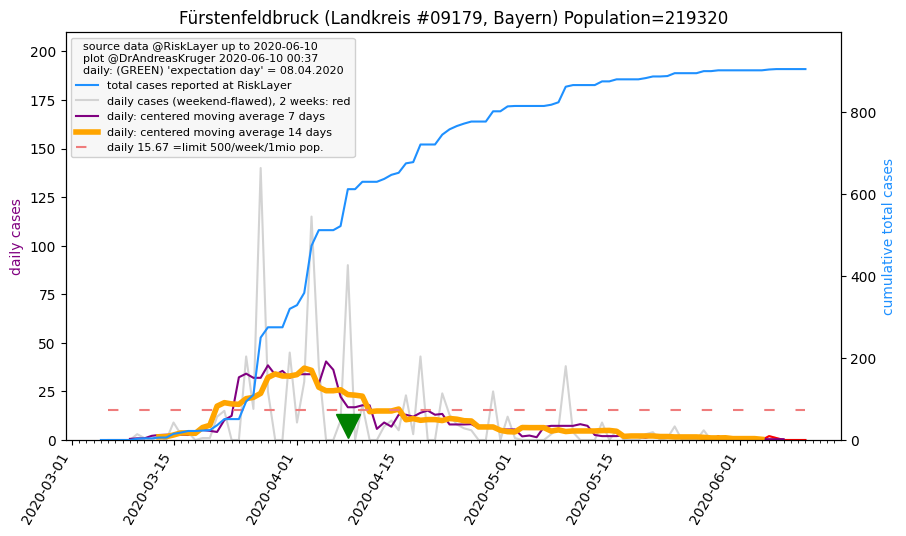 Fürstenfeldbruck (Landkreis #09179, Bayern) Population=219320
source data @RiskLayer up to 2020-06-10
plot @DrAndreasKruger 2020-06-10 00:37
daily: (GREEN) 'expectation day' = 08.04.2020
total cases reported at RiskLayer
daily cases (weekend-flawed), 2 weeks: red
daily: centered moving average 7 days
daily: centered moving average 14 days
daily 15.67 =limit 500/week/1mio pop.
daily cases
200
175
150
125
100
75
50
25
0
cumulative total cases
800
600
400
200
0
2020-03-01
2020-03-15
2020-04-01
2020-04-15
2020-05-01
2020-05-15
2020-06-01